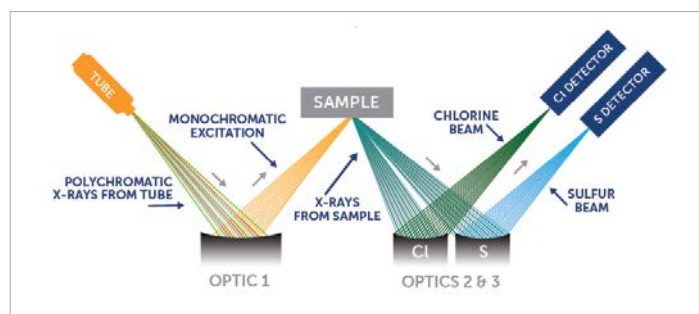 TUBE
MONOCHROMATIC
EXCITATION
POLYCHROMATIC
X-RAYS FROM TUBE
OPTIC 1
SAMPLE
X-RAYS
FROM SAMPLE
CHLORINE
BEAM
Cl DETECTOR
S DETECTOR
SULFUR
BEAM
Cl
S
OPTICS 2 & 3